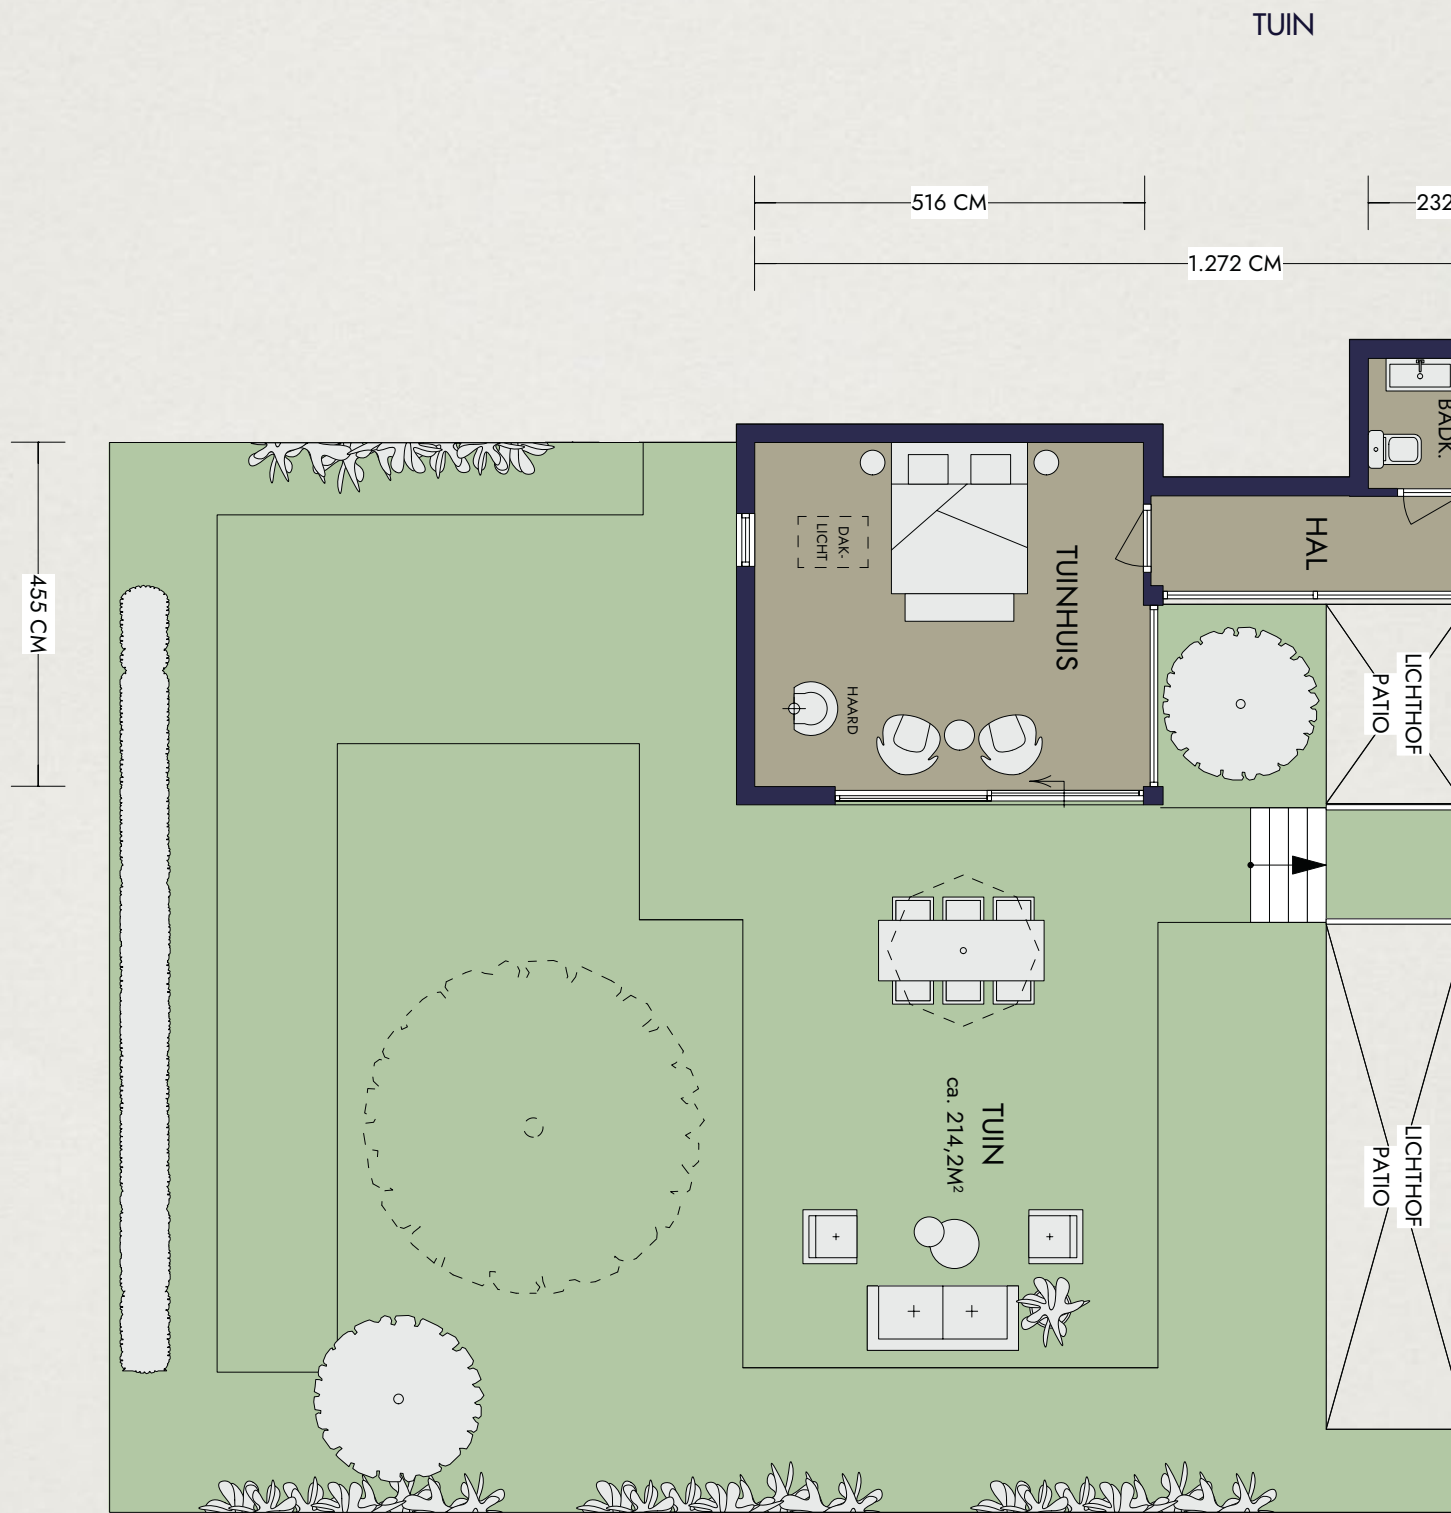 TUIN
516 CM
232
1.272 CM
BADK.
HAL
DAK-
LICHT
TUINHUIS
455 CM
HAARD
LICHTHOF
PATIO
TUIN
ca. 214,2M²
LICHTHOF
PATIO